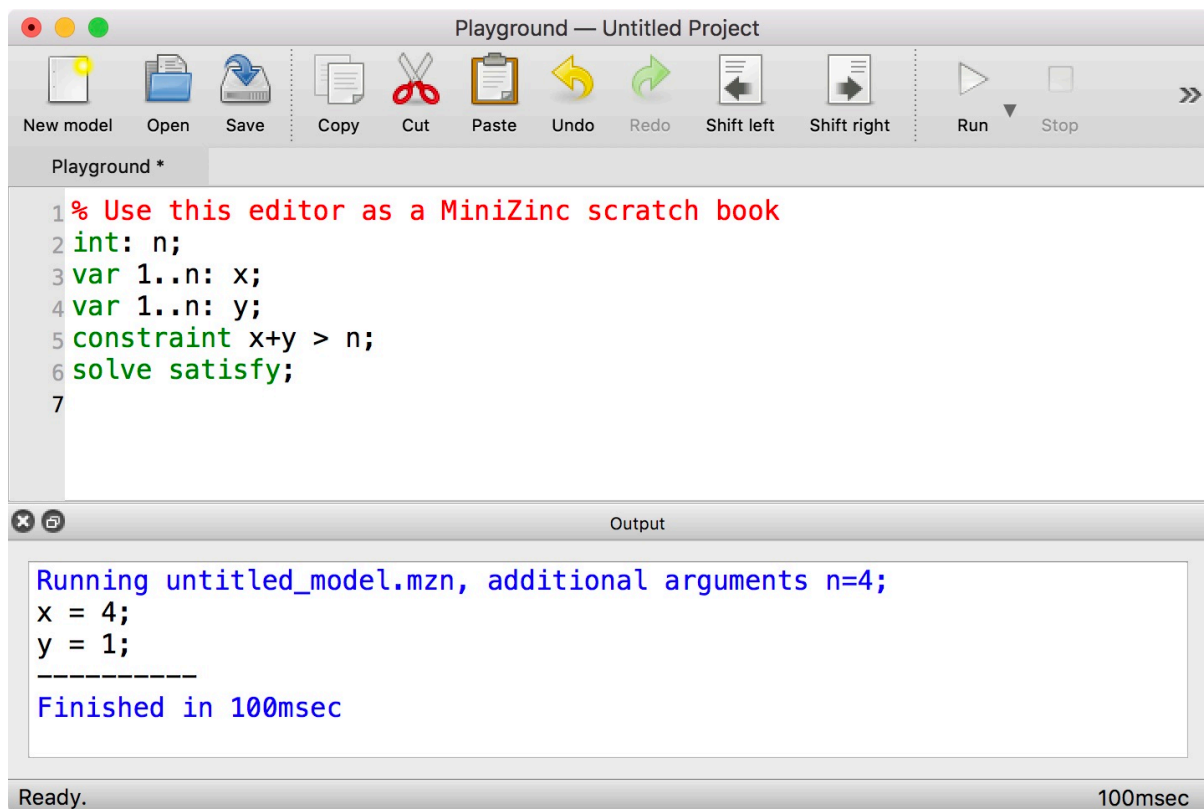 Playground — Untitled Project
New model Open Save Copy Cut Paste Undo Redo Shift left Shift right Run Stop
Playground *
1 % Use this editor as a MiniZinc scratch book
2 int: n;
3 var 1..n: x;
4 var 1..n: y;
5 constraint x+y > n;
6 solve satisfy;
7
Output
Running untitled_model.mzn, additional arguments n=4;
x = 4;
y = 1;
----------
Finished in 100msec
Ready. 100msec